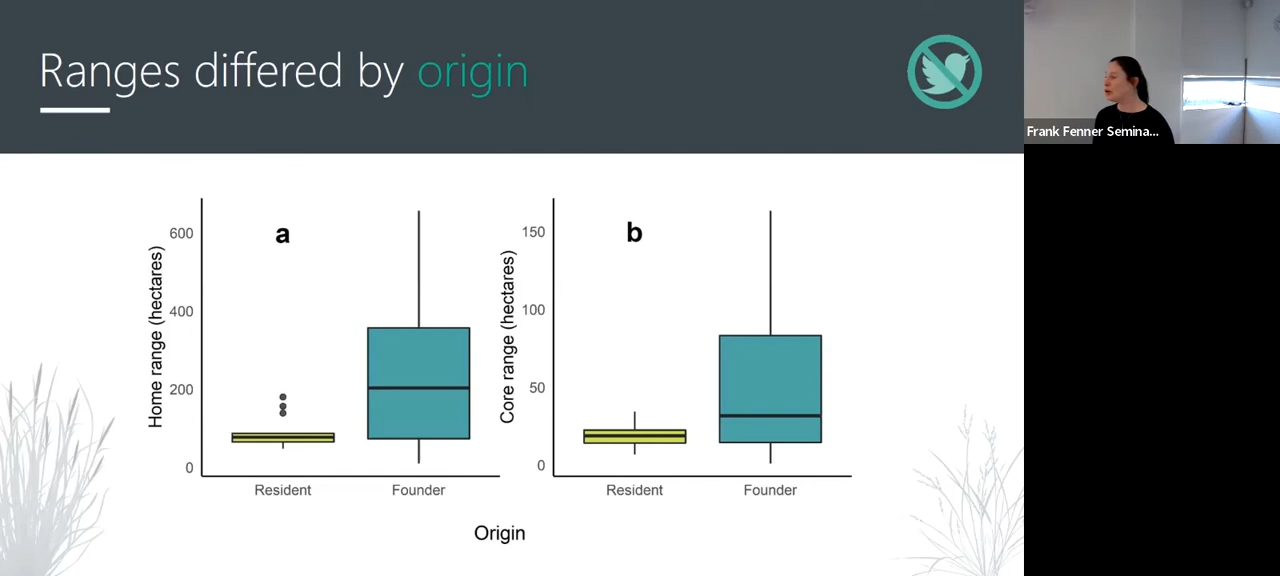 Ranges differed by origin
Frank Fenner Semina...
a
Home range (hectares)
600
400
200
0
Resident
Founder
b
Core range (hectares)
150
100
50
0
Resident
Founder
Origin